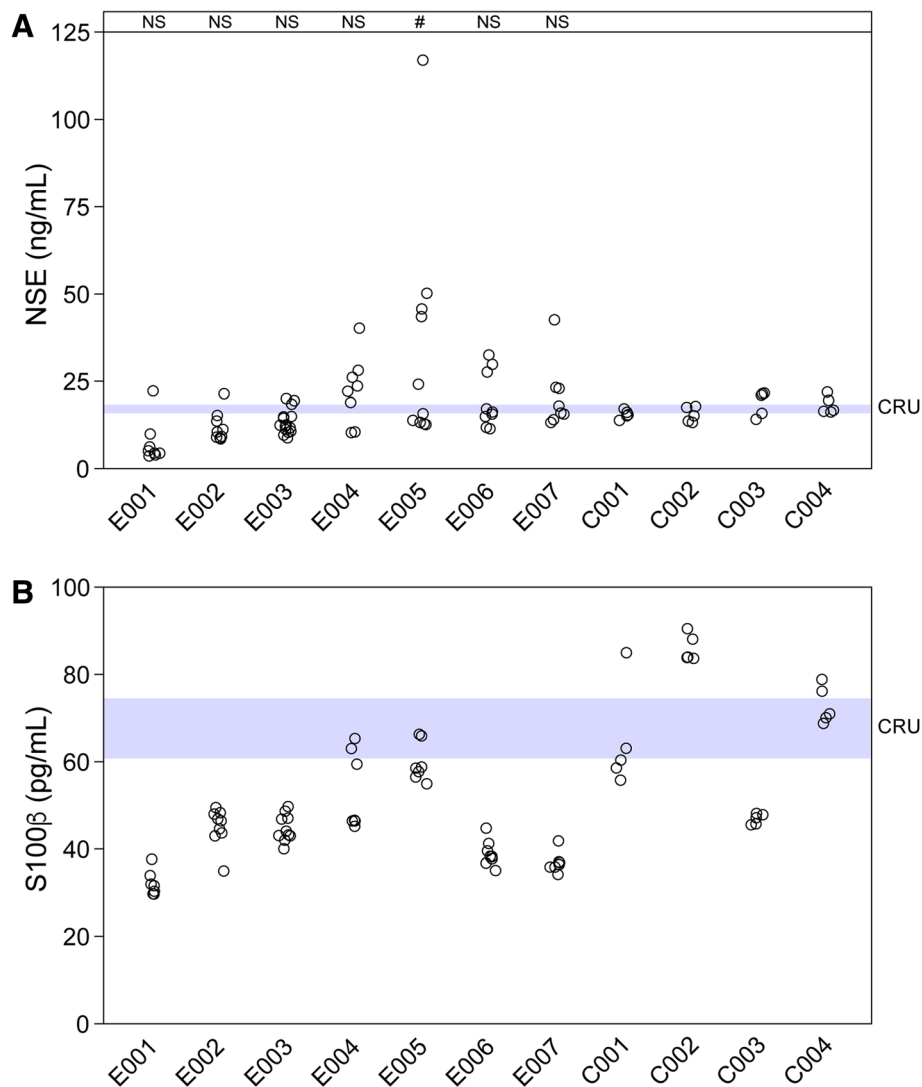 A
NS NS NS NS # NS NS
125
100
75
50
25
0
NSE (ng/mL)
CRU
E001 E002 E003 E004 E005 E006 E007 C001 C002 C003 C004
B
100
80
60
40
20
0
S100β (pg/mL)
CRU
E001 E002 E003 E004 E005 E006 E007 C001 C002 C003 C004